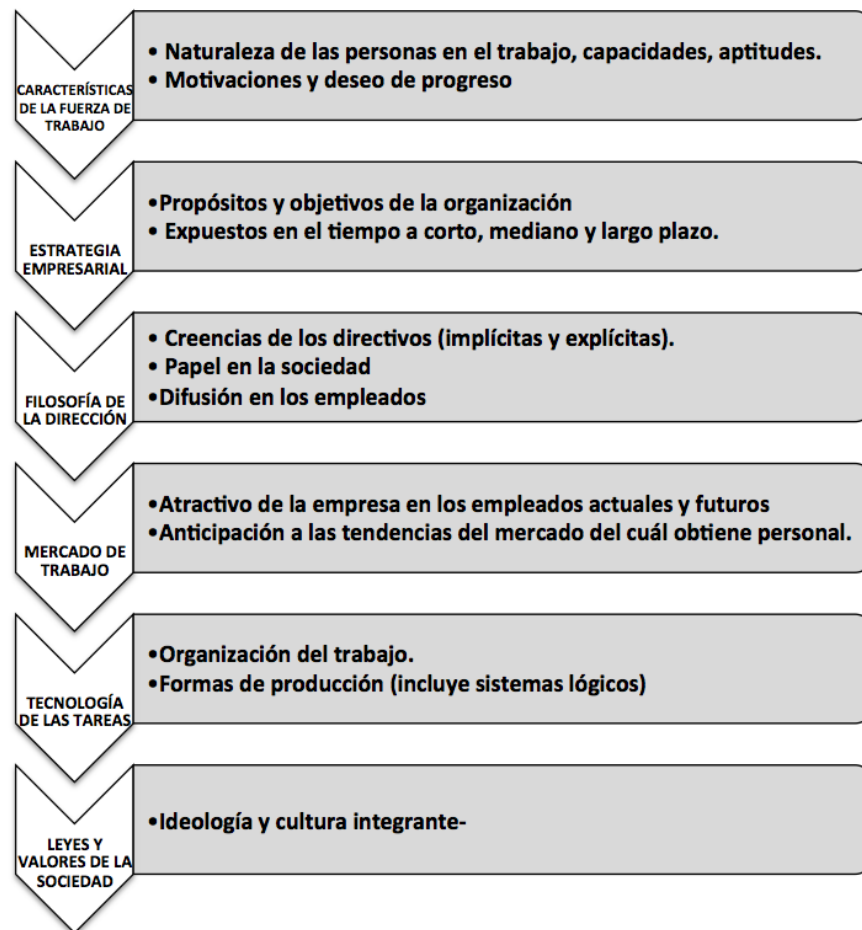 CARACTERÍSTICAS
DE LA FUERZA DE
TRABAJO
• Naturaleza de las personas en el trabajo, capacidades, aptitudes.
• Motivaciones y deseo de progreso
ESTRATEGIA
EMPRESARIAL
•Propósitos y objetivos de la organización
• Expuestos en el tiempo a corto, mediano y largo plazo.
FILOSOFÍA DE
LA DIRECCIÓN
• Creencias de los directivos (implícitas y explícitas).
• Papel en la sociedad
•Difusión en los empleados
MERCADO DE
TRABAJO
•Atractivo de la empresa en los empleados actuales y futuros
•Anticipación a las tendencias del mercado del cuál obtiene personal.
TECNOLOGÍA
DE LAS TAREAS
•Organización del trabajo.
•Formas de producción (incluye sistemas lógicos)
LEYES Y
VALORES DE LA
SOCIEDAD
•Ideología y cultura integrante-